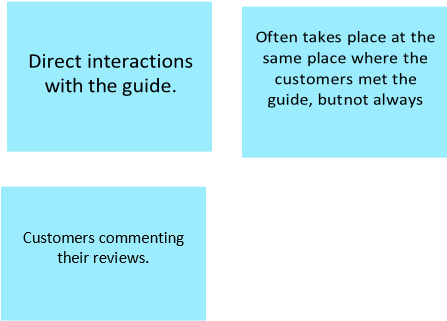 Direct interactions
with the guide.
Often takes place at the
same place where the
customers met the
guide, butnot always
Customers commenting
their reviews.